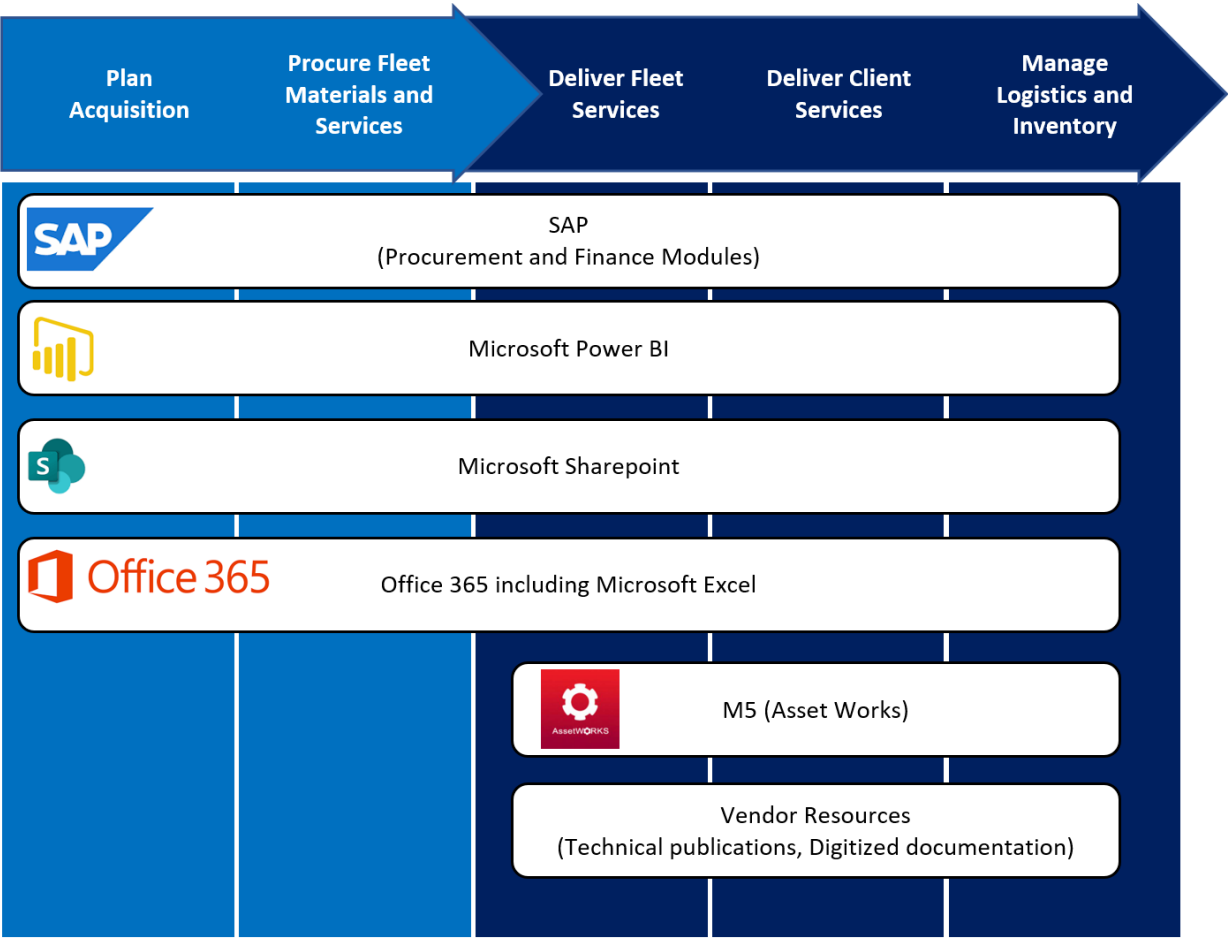 Plan
Acquisition
Procure Fleet
Materials and
Services
Deliver Fleet
Services
Deliver Client
Services
Manage
Logistics and
Inventory
SAP
SAP
(Procurement and Finance Modules)
Microsoft Power BI
S
Microsoft Sharepoint
Office 365
Office 365 including Microsoft Excel
AssetWORKS
M5 (Asset Works)
Vendor Resources
(Technical publications, Digitized documentation)